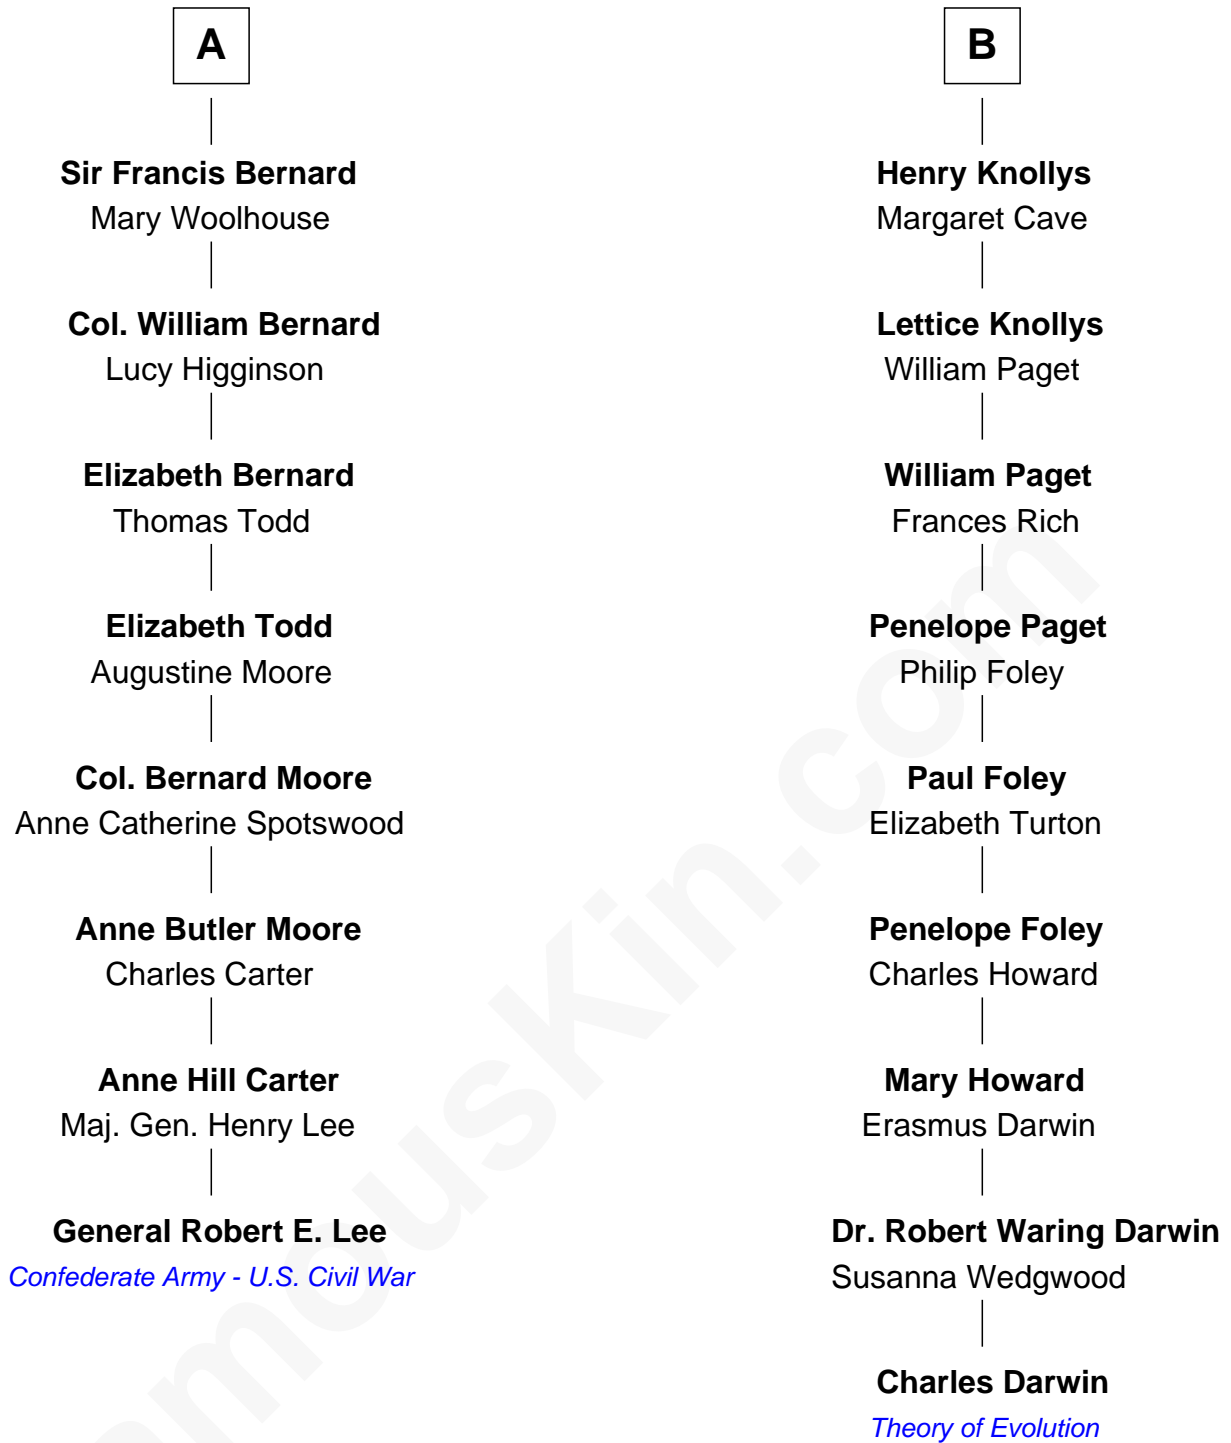 A
Sir Francis Bernard
Mary Woolhouse
Col. William Bernard
Lucy Higginson
Elizabeth Bernard
Thomas Todd
Elizabeth Todd
Augustine Moore
Col. Bernard Moore
Anne Catherine Spotswood
Anne Butler Moore
Charles Carter
Anne Hill Carter
Maj. Gen. Henry Lee
General Robert E. Lee
Confederate Army - U.S. Civil War
B
Henry Knollys
Margaret Cave
Lettice Knollys
William Paget
William Paget
Frances Rich
Penelope Paget
Philip Foley
Paul Foley
Elizabeth Turton
Penelope Foley
Charles Howard
Mary Howard
Erasmus Darwin
Dr. Robert Waring Darwin
Susanna Wedgwood
Charles Darwin
Theory of Evolution
amousKin.com